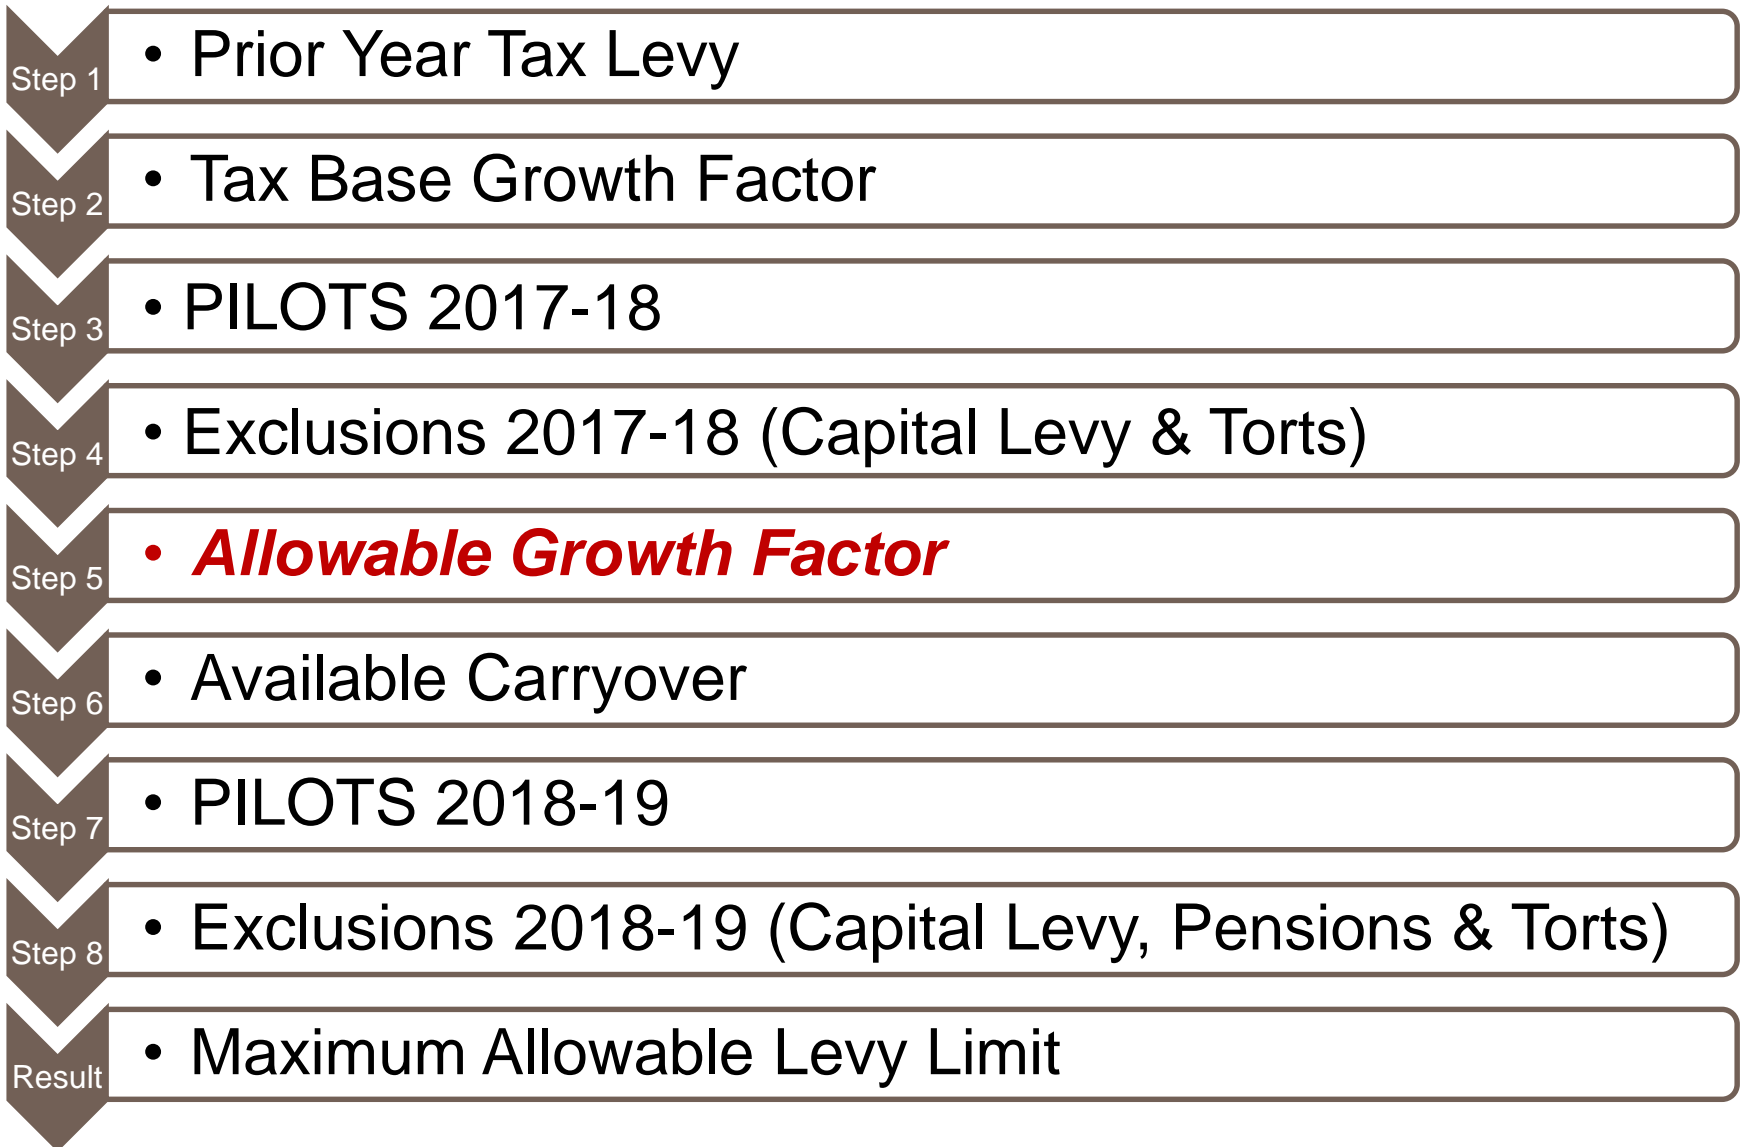 Step 1
• Prior Year Tax Levy
Step 2
• Tax Base Growth Factor
Step 3
• PILOTS 2017-18
Step 4
• Exclusions 2017-18 (Capital Levy & Torts)
Step 5
• Allowable Growth Factor
Step 6
• Available Carryover
Step 7
• PILOTS 2018-19
Step 8
• Exclusions 2018-19 (Capital Levy, Pensions & Torts)
Result
• Maximum Allowable Levy Limit